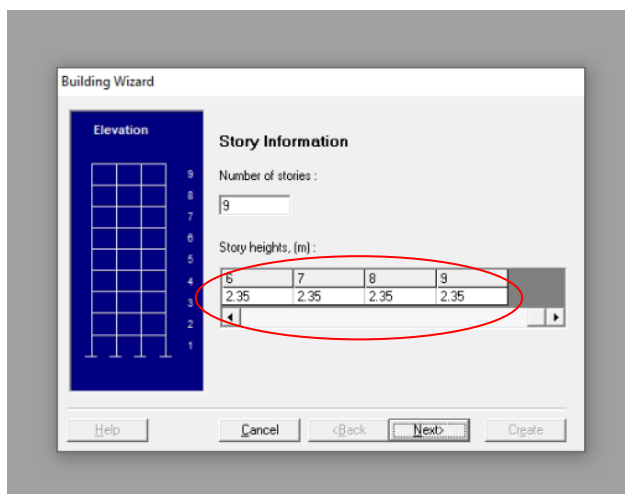 Building Wizard
Elevation
Story Information
Number of stories :
9
Story heights, (m) :
6 7 8 9
2.35 2.35 2.35 2.35
9
8
7
6
5
4
3
2
1
Help Cancel <Back Next> Create